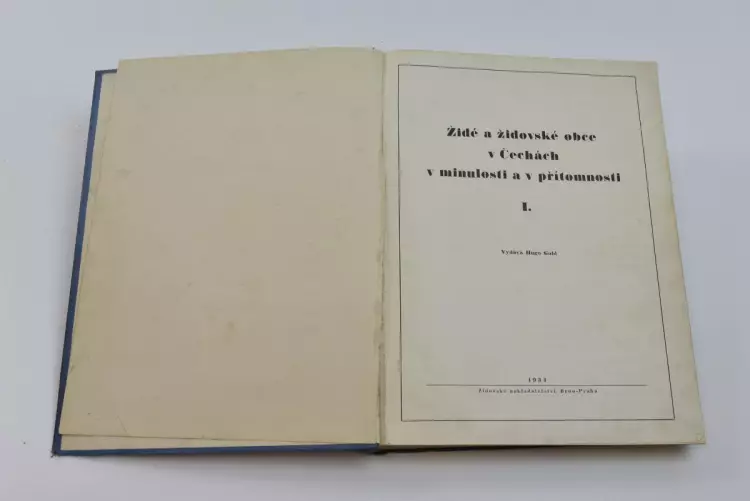 Židé a židovské obce
v Čechách
v minulosti a v přítomnosti
I.
Vydává Hugo Gold
1934
Židovské nakladatelství, Brno-Praha